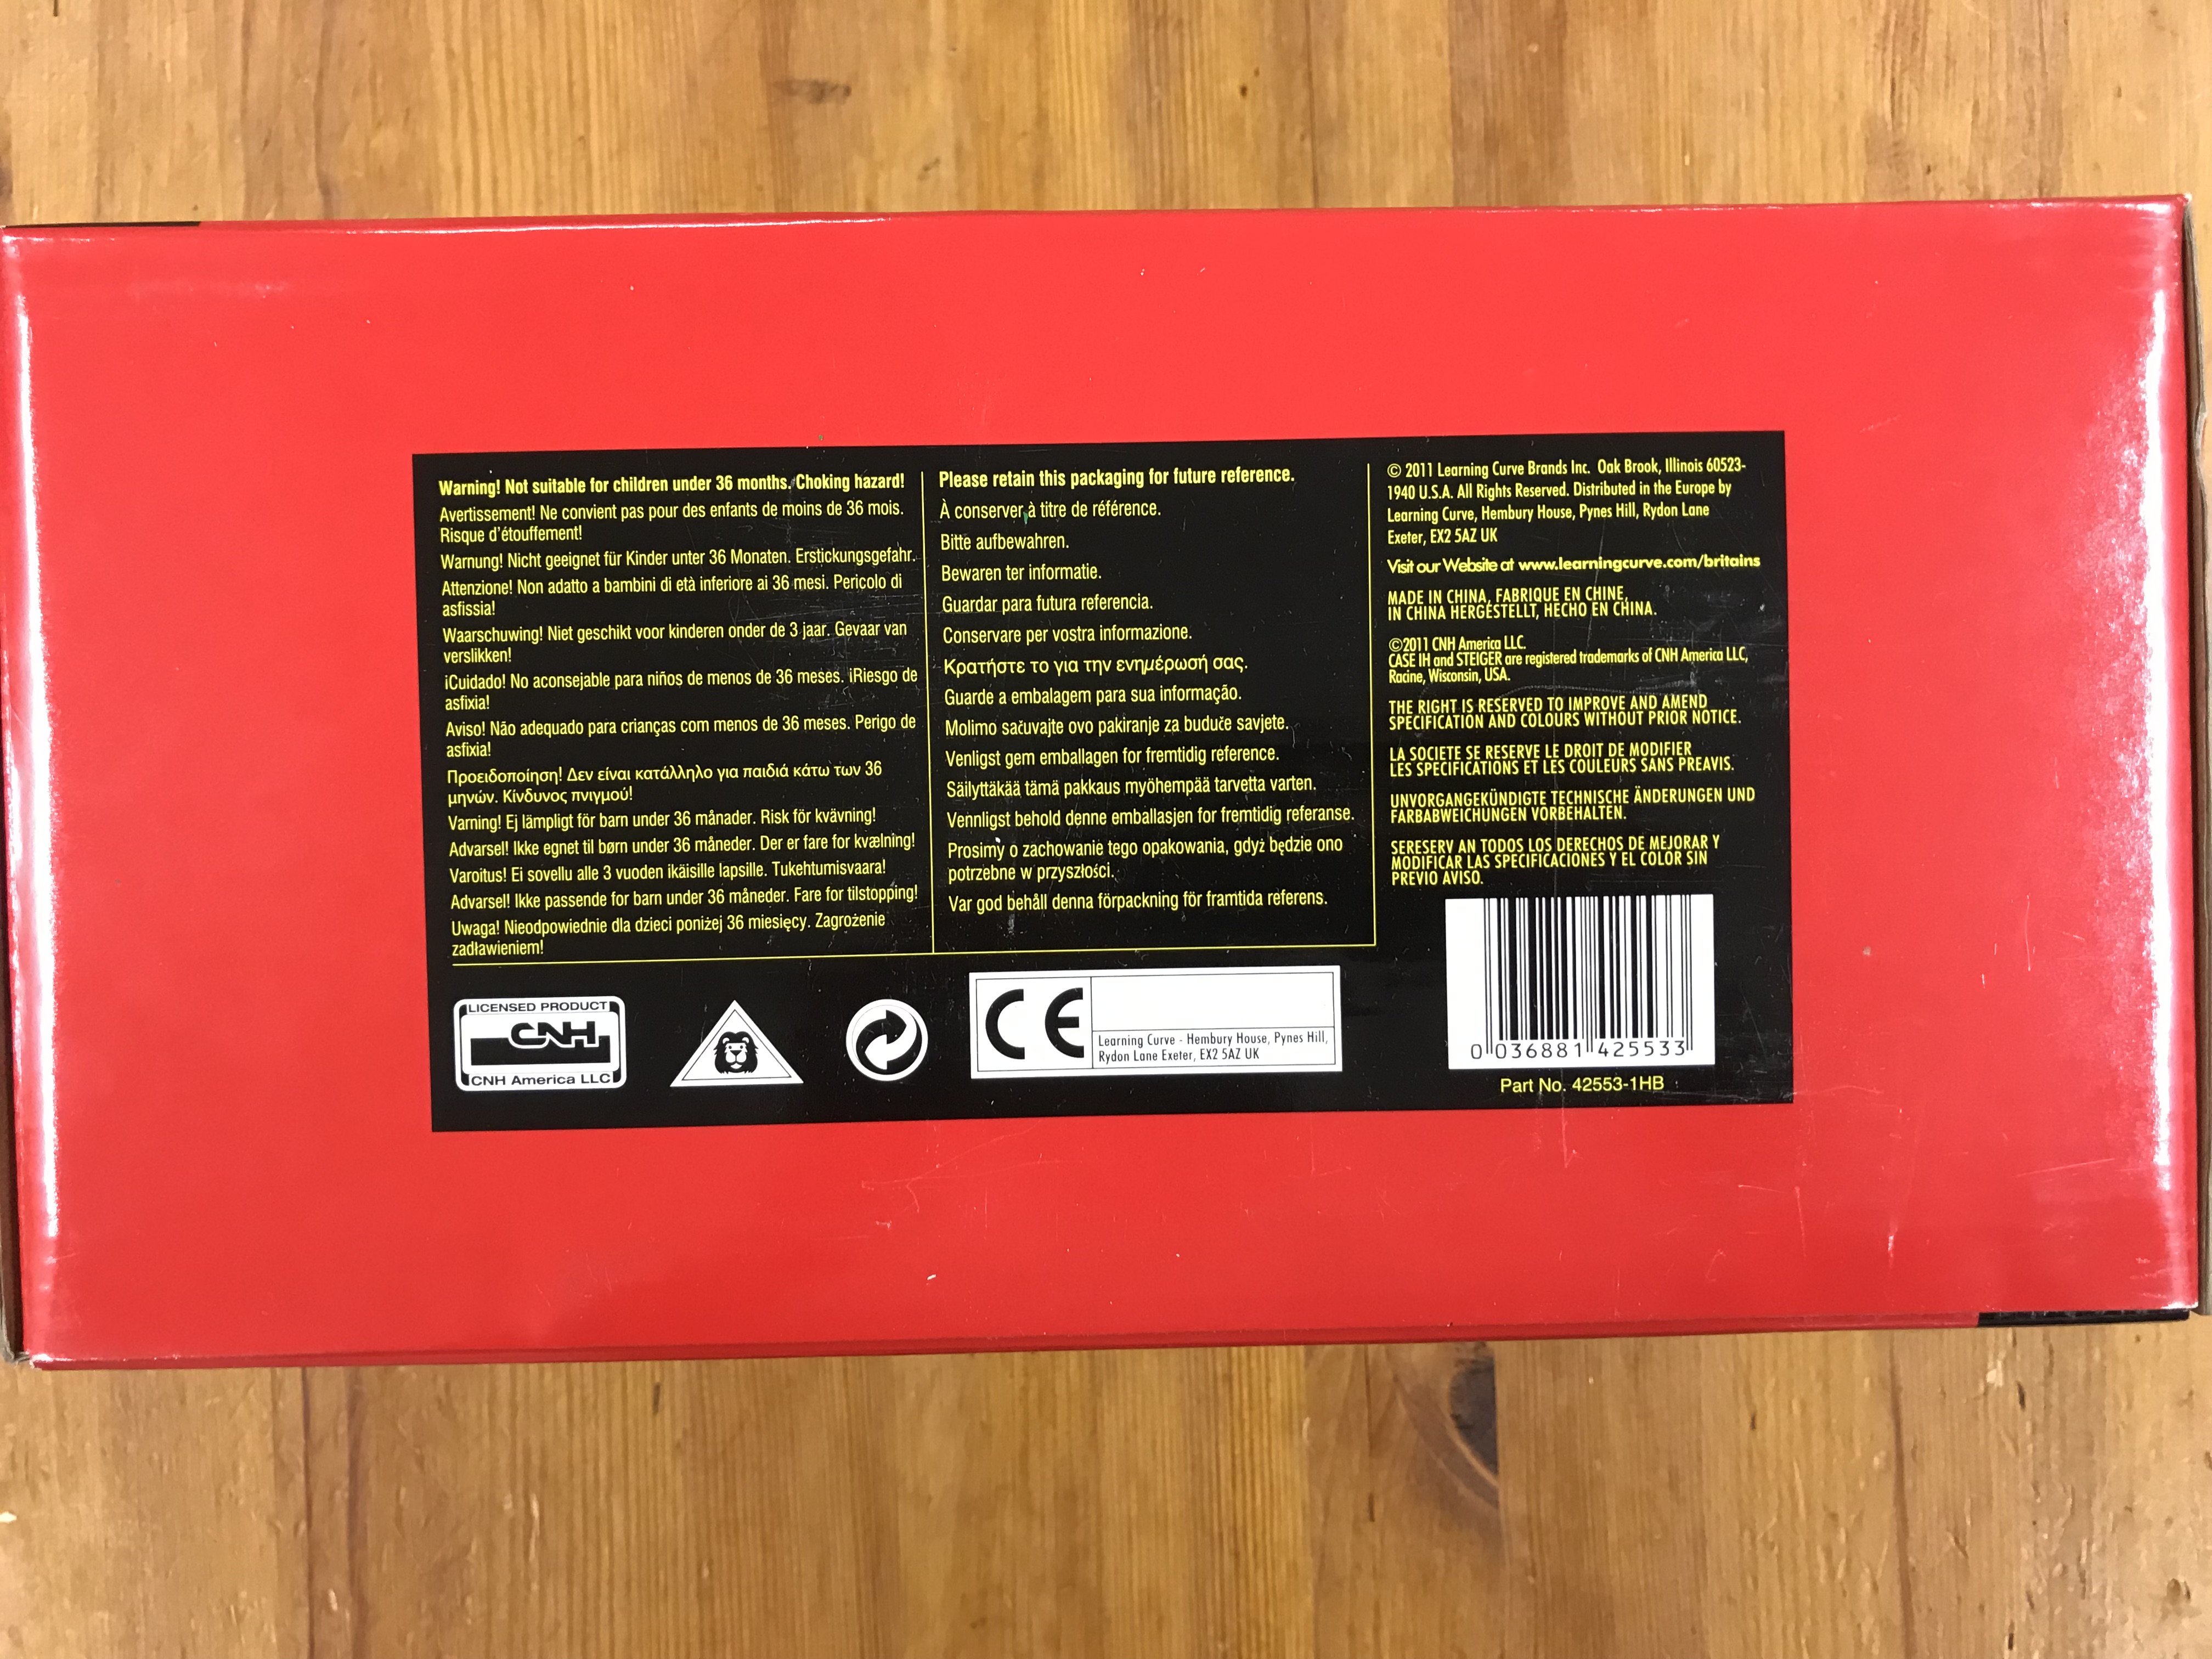 Warning! Not suitable for children under 36 months. Choking hazard!
Avertissement! Ne convient pas pour des enfants de moins de 36 mois.
Risque d'étouffement!
Warnung! Nicht geeignet für Kinder unter 36 Monaten. Erstickungsgefahr.
Attenzione! Non adatto a bambini di età inferiore ai 36 mesi. Pericolo di
asfissia!
Waarschuwing! Niet geschikt voor kinderen onder de 3 jaar. Gevaar van
verslikken!
¡Cuidado! No aconsejable para niños de menos de 36 meses. ¡Riesgo de
asfixia!
Aviso! Não adequado para crianças com menos de 36 meses. Perigo de
asfixia!
Προειδοποίηση! Δεν είναι κατάλληλο για παιδιά κάτω των 36
μηνών. Κίνδυνος πνιγμού!
Varning! Ej lämpligt för barn under 36 månader. Risk för kvävning!
Advarsel! Ikke egnet til børn under 36 måneder. Der er fare for kvælning!
Varoitus! Ei sovellu alle 3 vuoden ikäisille lapsille. Tukehtumisvaara!
Advarsel! Ikke passende for barn under 36 måneder. Fare for tilstopping!
Uwaga! Nieodpowiednie dla dzieci poniżej 36 miesięcy. Zagrożenie
zadławieniem!
Please retain this packaging for future reference.
À conserver à titre de référence.
Bitte aufbewahren.
Bewaren ter informatie.
Guardar para futura referencia.
Conservare per vostra informazione.
Κρατήστε το για την ενημέρωσή σας.
Guarde a embalagem para sua informação.
Molimo sačuvajte ovo pakiranje za buduče savjete.
Venligst gem emballagen for fremtidig reference.
Säilyttäkää tämä pakkaus myöhempää tarvetta varten.
Vennligst behold denne emballasjen for fremtidig referanse.
Prosimy o zachowanie tego opakowania, gdyż będzie ono
potrzebne w przyszłości.
Var god behåll denna förpackning för framtida referens.
© 2011 Learning Curve Brands Inc. Oak Brook, Illinois 60523-
1940 U.S.A. All Rights Reserved. Distributed in the Europe by
Learning Curve, Hembury House, Pynes Hill, Rydon Lane
Exeter, EX2 5AZ UK
Visit our Website at www.learningcurve.com/britains
MADE IN CHINA, FABRIQUE EN CHINE,
IN CHINA HERGESTELLT, HECHO EN CHINA.
©2011 CNH America LLC.
CASE IH and STEIGER are registered trademarks of CNH America LLC,
Racine, Wisconsin, USA.
THE RIGHT IS RESERVED TO IMPROVE AND AMEND
SPECIFICATION AND COLOURS WITHOUT PRIOR NOTICE.
LA SOCIETE SE RESERVE LE DROIT DE MODIFIER
LES SPECIFICATIONS ET LES COULEURS SANS PREAVIS.
UNVORGANGEKÜNDIGTE TECHNISCHE ÄNDERUNGEN UND
FARBABWEICHUNGEN VORBEHALTEN.
SERESERV AN TODOS LOS DERECHOS DE MEJORAR Y
MODIFICAR LAS SPECIFICACIONES Y EL COLOR SIN
PREVIO AVISO.
LICENSED PRODUCT
CNH
CNH America LLC
CE
Learning Curve - Hembury House, Pynes Hill,
Rydon Lane Exeter, EX2 5AZ UK
0 036881 425533
Part No. 42553-1HB